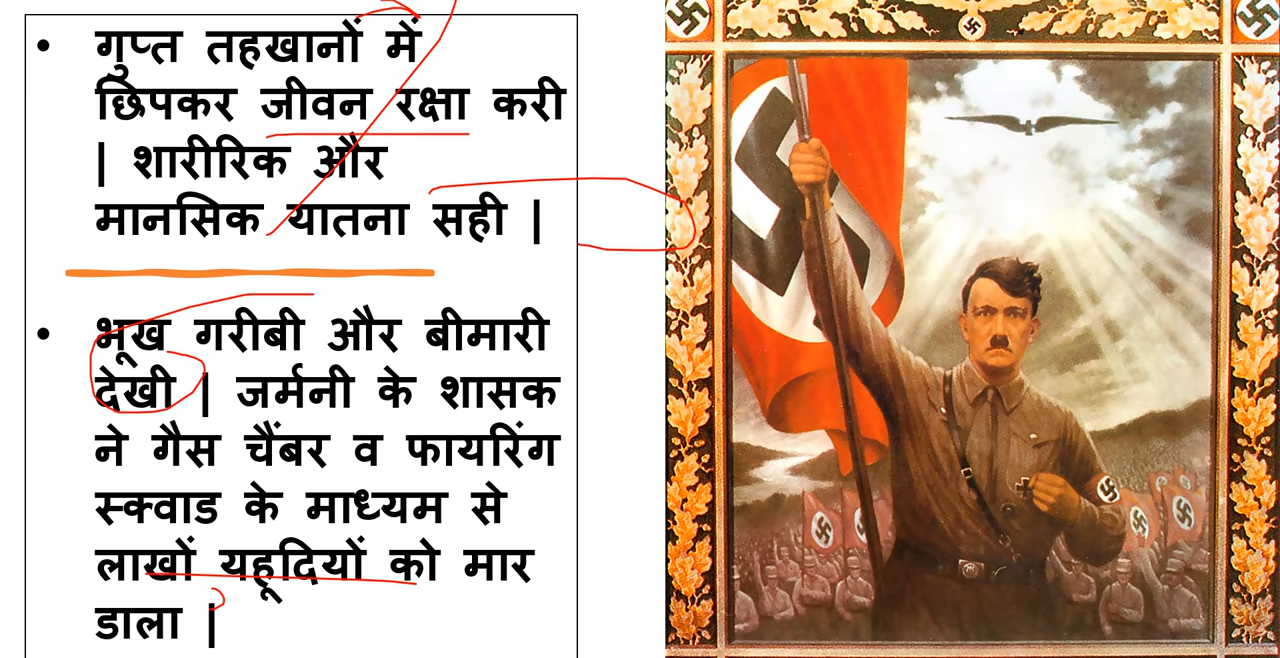 • गुप्त तहखानों में
छिपकर जीवन रक्षा करी
| शारीरिक और
मानसिक यातना सही |
• भूख गरीबी और बीमारी
देखी | जर्मनी के शासक
ने गैस चैंबर व फायरिंग
स्क्वाड के माध्यम से
लाखों यहूदियों को मार
डाला |